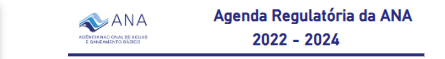 ANA
AGÊNCIA NACIONAL DE ÁGUAS
E SANEAMENTO BÁSICO
Agenda Regulatória da ANA
2022 - 2024